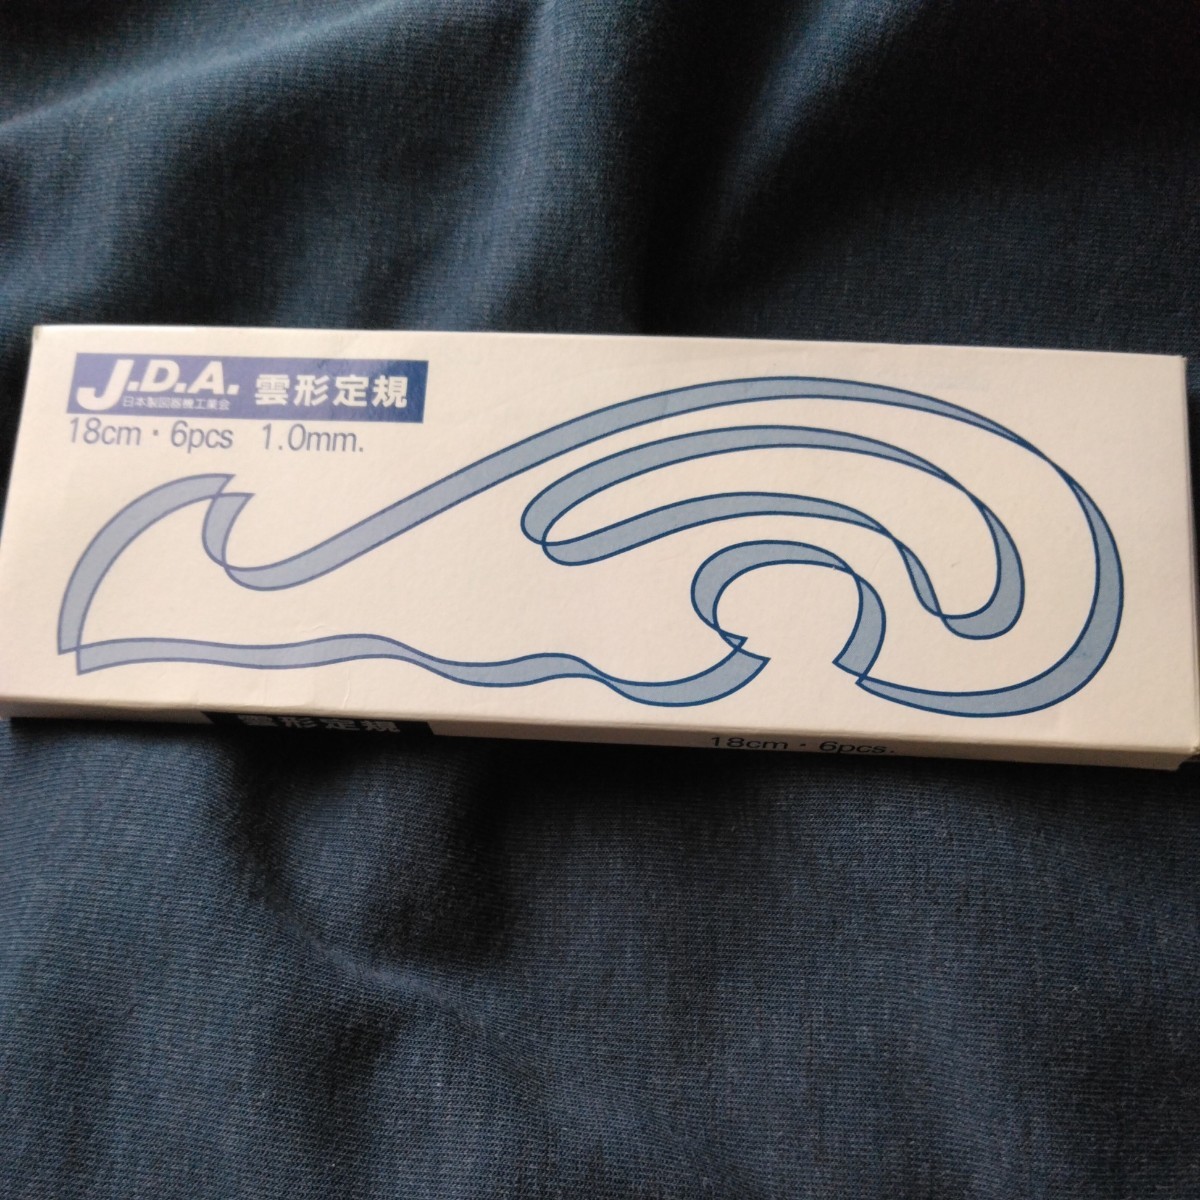 J.D.A. 雲形定規
日本製図器機工業会
18cm・6pcs 1.0mm.
雲形定規
18cm・6pcs.